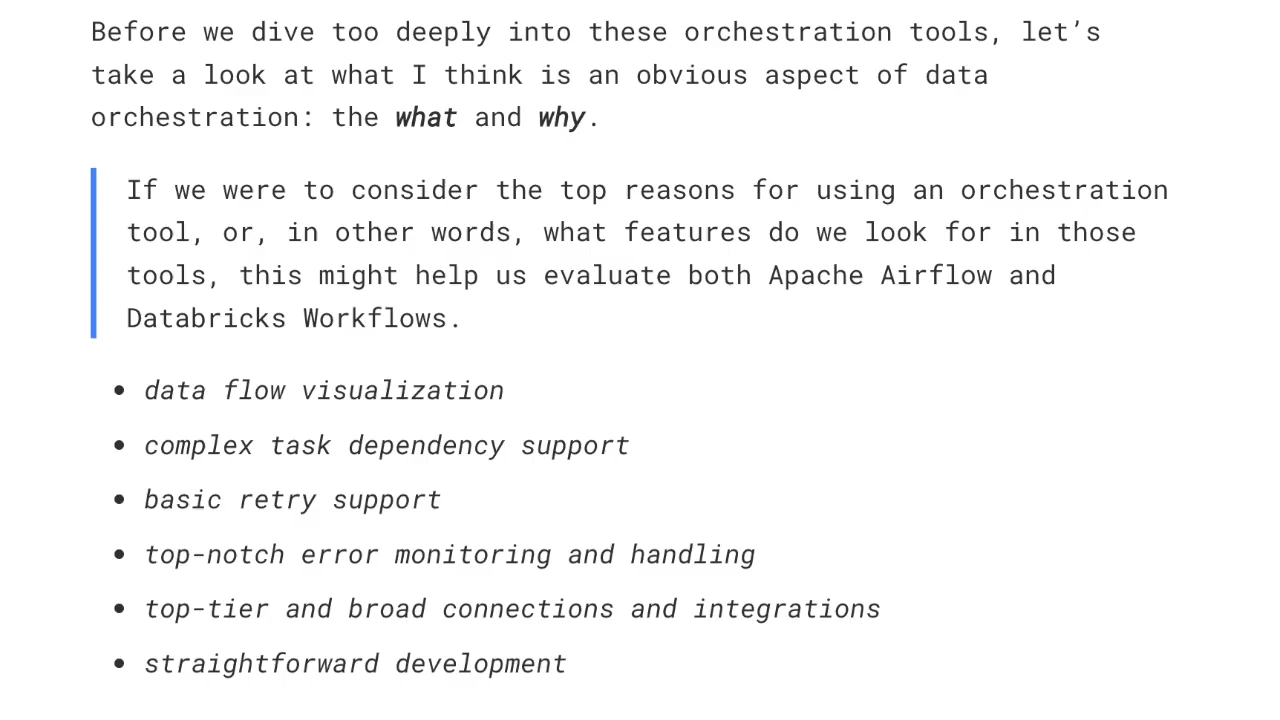 Before we dive too deeply into these orchestration tools, let’s
take a look at what I think is an obvious aspect of data
orchestration: the what and why.
If we were to consider the top reasons for using an orchestration
tool, or, in other words, what features do we look for in those
tools, this might help us evaluate both Apache Airflow and
Databricks Workflows.
• data flow visualization
• complex task dependency support
• basic retry support
• top-notch error monitoring and handling
• top-tier and broad connections and integrations
• straightforward development